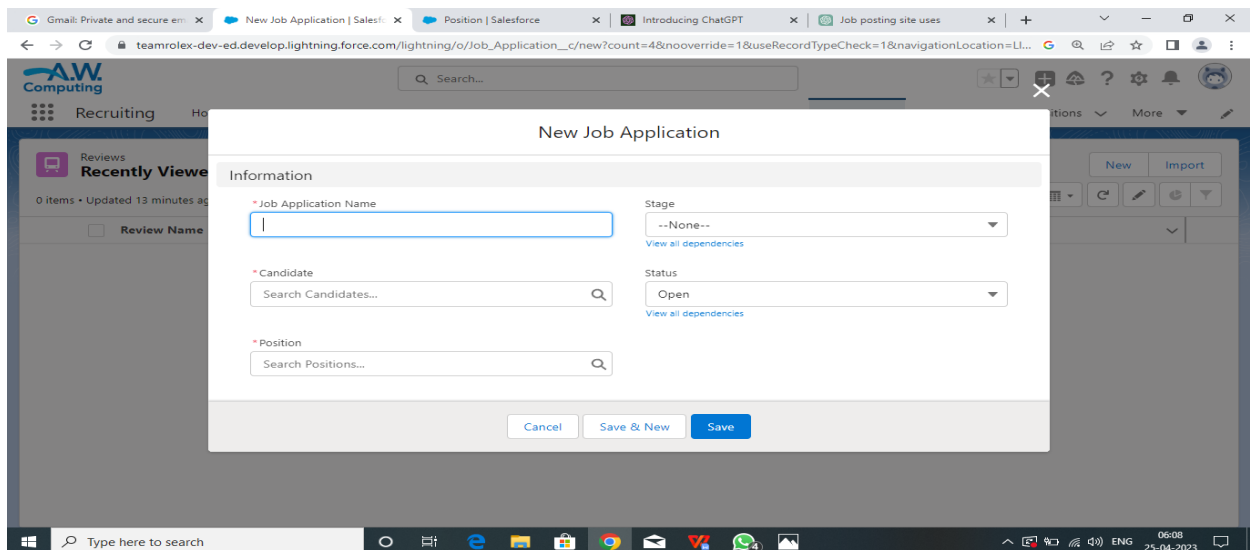 Gmail: Private and secure em
New Job Application | Salesfo
Position | Salesforce
Introducing ChatGPT
Job posting site uses
teamrolex-dev-ed.develop.lightning.force.com/lightning/o/Job_Application__c/new?count=4&nooverride=1&useRecordTypeCheck=1&navigationLocation=LI...
A.W.
Computing
Search...
Recruiting
Ho
itions
More
New Job Application
Reviews
Recently Viewe
New
Import
Information
0 items • Updated 13 minutes ag
*Job Application Name
Stage
--None--
View all dependencies
Review Name
*Candidate
Status
Search Candidates...
Open
View all dependencies
*Position
Search Positions...
Cancel
Save & New
Save
Type here to search
4
ENG
06:08
25-04-2023